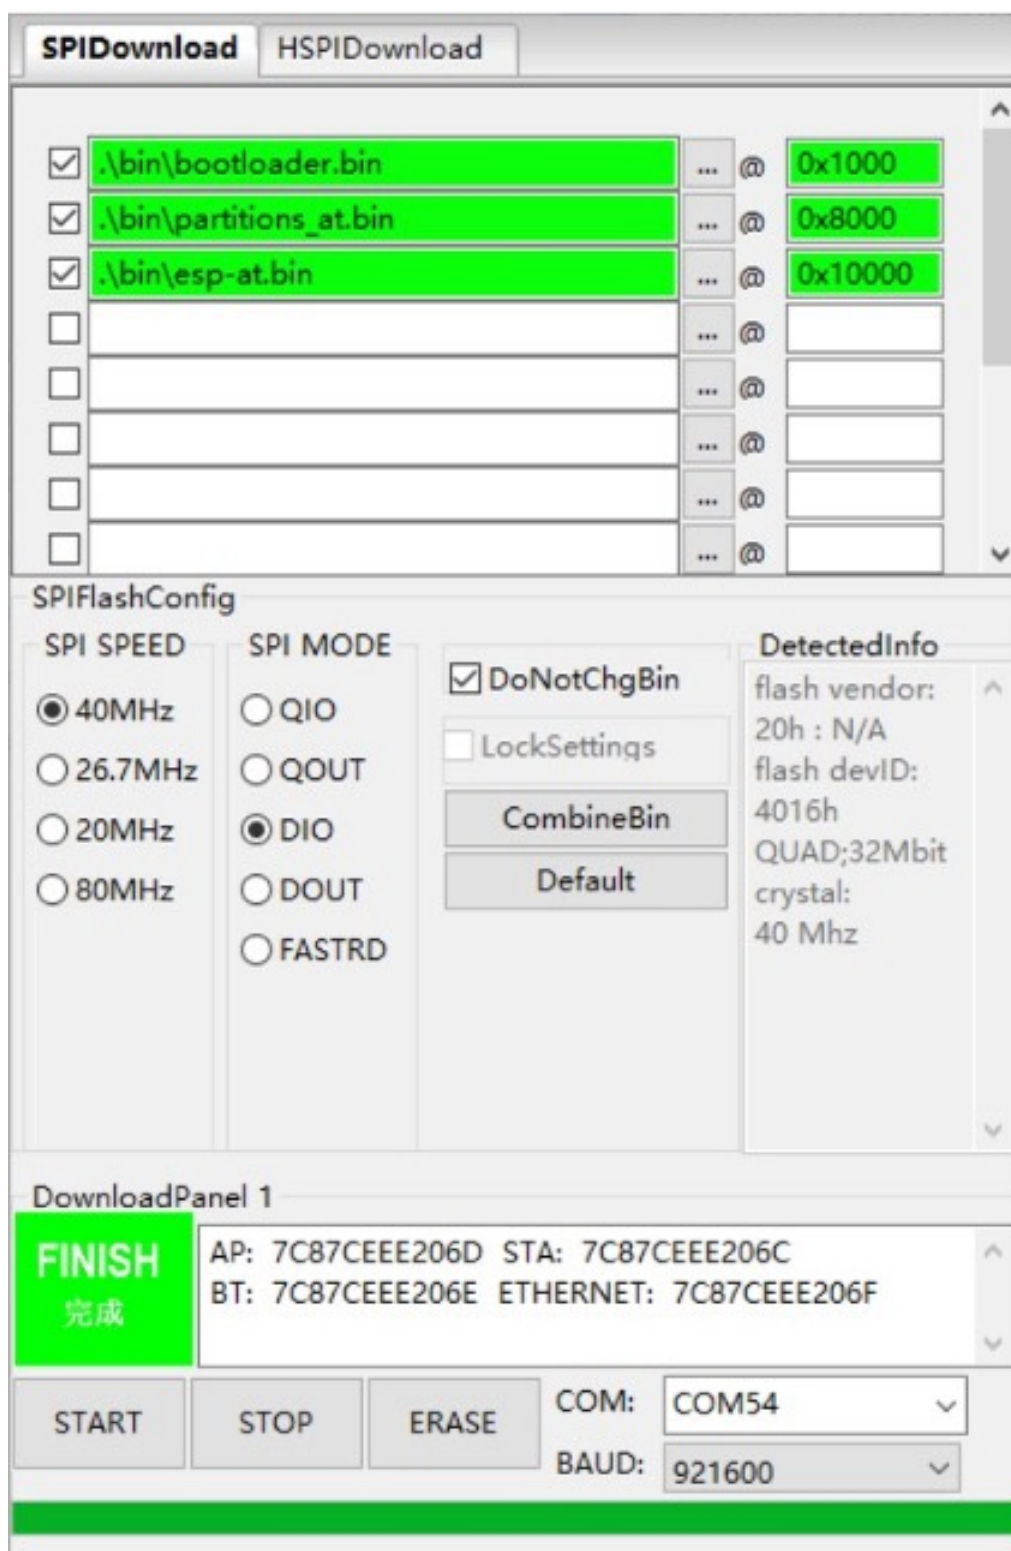 SPIDownload HSPIDownload
.\bin\bootloader.bin ... @ 0x1000
.\bin\partitions_at.bin ... @ 0x8000
.\bin\esp-at.bin ... @ 0x10000
... @
... @
... @
... @
... @
SPIFlashConfig
SPI SPEED
40MHz
26.7MHz
20MHz
80MHz
SPI MODE
QIO
QOUT
DIO
DOUT
FASTRD
DoNotChgBin
LockSettings
CombineBin
Default
DetectedInfo
flash vendor:
20h : N/A
flash devID:
4016h
QUAD;32Mbit
crystal:
40 Mhz
DownloadPanel 1
FINISH
完成
AP: 7C87CEEE206D STA: 7C87CEEE206C
BT: 7C87CEEE206E ETHERNET: 7C87CEEE206F
START STOP ERASE
COM: COM54
BAUD: 921600